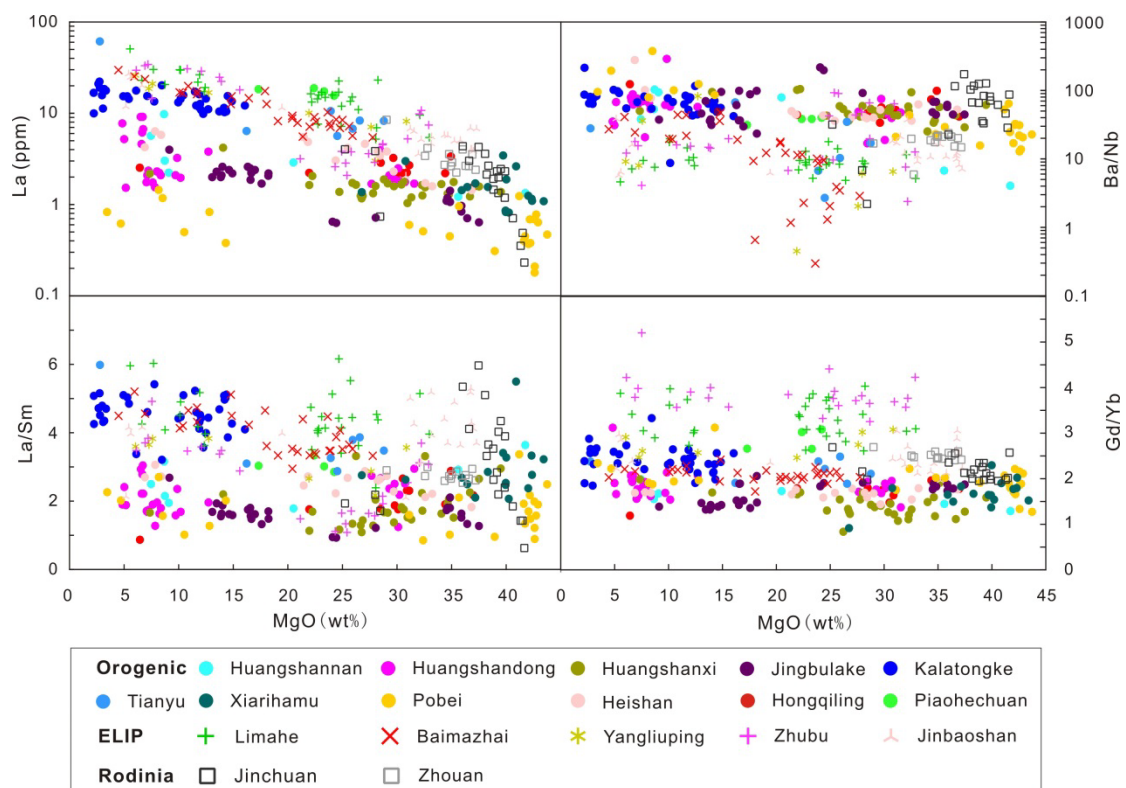 100
10
1
0.1
La (ppm)
1000
100
10
1
0.1
Ba/Nb
6
4
2
0
La/Sm
5
4
3
2
1
0
Gd/Yb
0 5 10 15 20 25 30 35 40
0 5 10 15 20 25 30 35 40 45
MgO (wt%)
MgO (wt%)
Orogenic Huangshannan Huangshandong Huangshanxi Jingbulake Kalatongke
Tianyu Xiarihamu Pobei Heishan Hongqiling Piaohechuan
ELIP Limahe Baimazhai Yangliuping Zhubu Jinbaoshan
Rodinia Jinchuan Zhouan